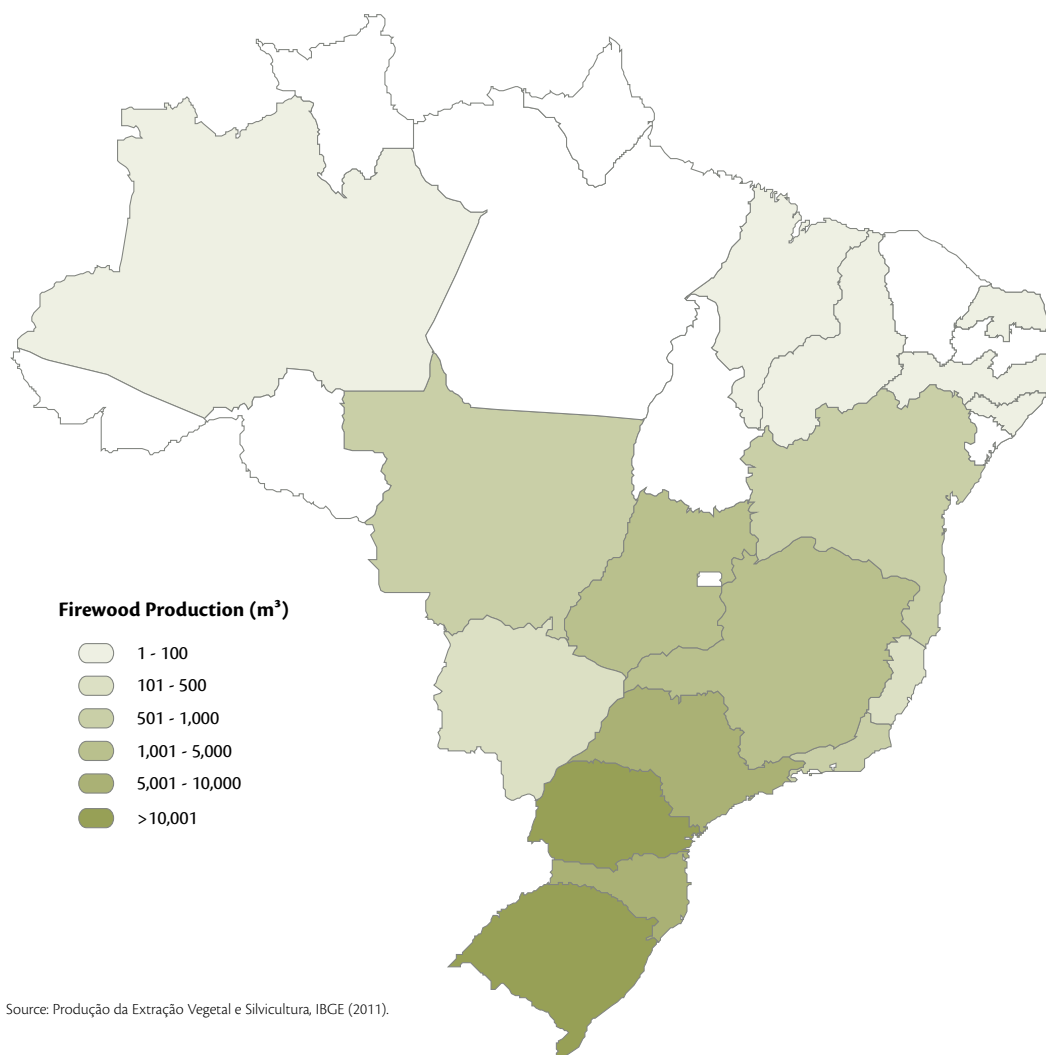 Firewood Production (m³)
1 - 100
101 - 500
501 - 1,000
1,001 - 5,000
5,001 - 10,000
>10,001
Source: Produção da Extração Vegetal e Silvicultura, IBGE (2011).